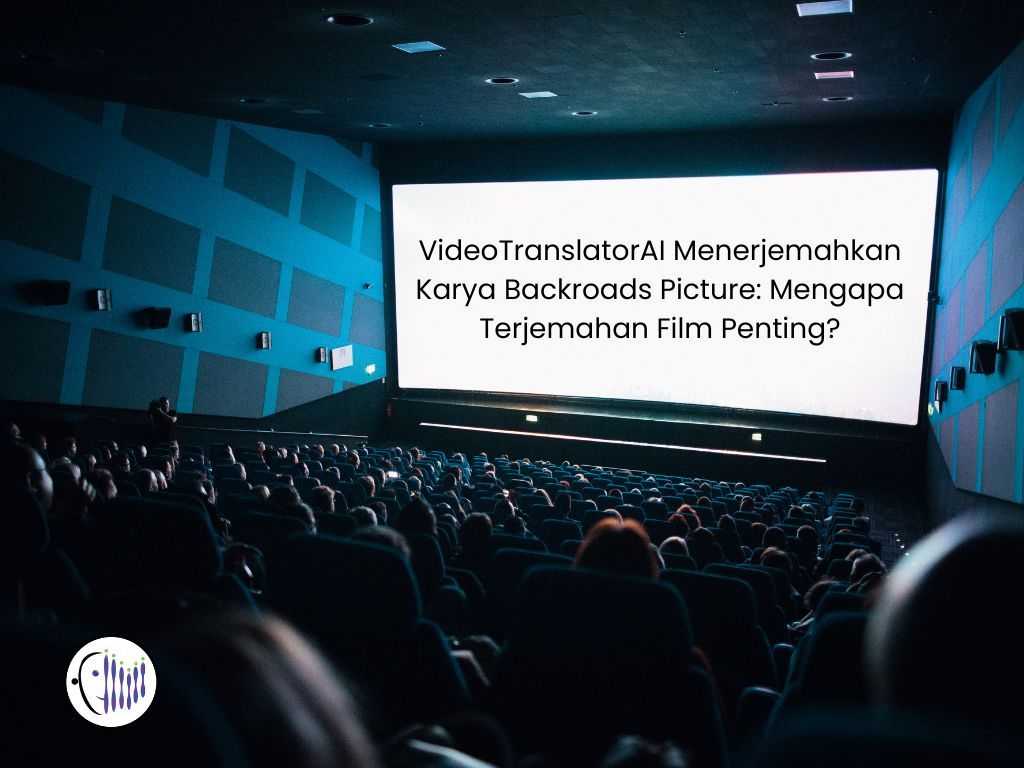 VideoTranslatorAI Menerjemahkan
Karya Backroads Picture: Mengapa
Terjemahan Film Penting?